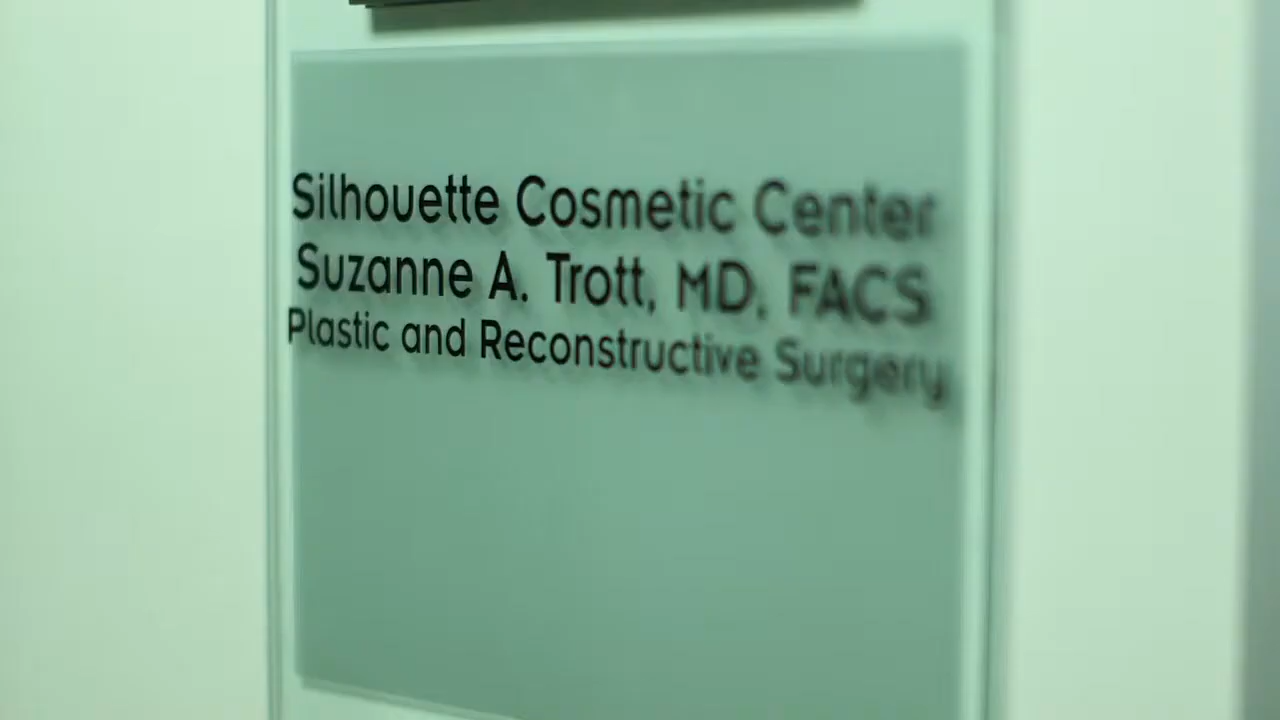 Silhouette Cosmetic Center
Suzanne A. Trott, MD, FACS
Plastic and Reconstructive Surgery